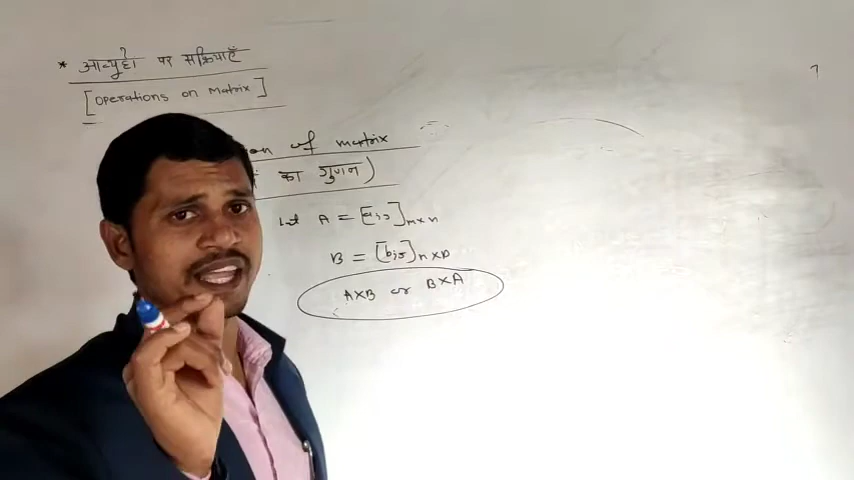 * आव्यूहों पर संक्रियाएँ
[Operations on Matrix]
of matrix
का गुणन)
Let A = [aij]m×n
B = [bij]n×p
A×B or B×A
?